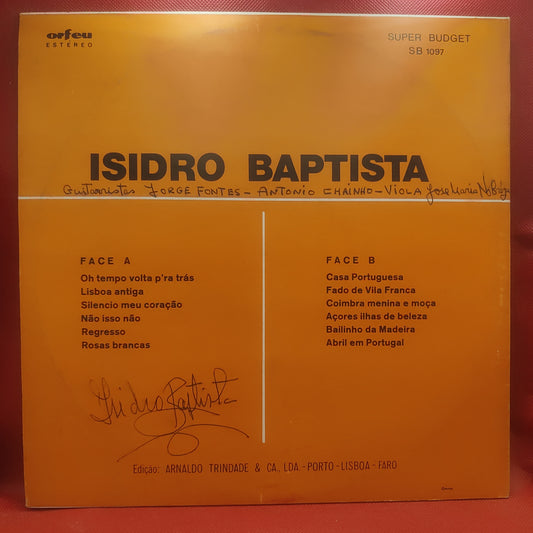 orfeu
ESTEREO
SUPER BUDGET
SB 1097
ISIDRO BAPTISTA
Guitarristas JORGE FONTES - ANTONIO CHAINHO - VIOLA José Maria Nóbrega
FACE A
Oh tempo volta p'ra trás
Lisboa antiga
Silencio meu coração
Não isso não
Regresso
Rosas brancas
FACE B
Casa Portuguesa
Fado de Vila Franca
Coimbra menina e moça
Açores ilhas de beleza
Bailinho da Madeira
Abril em Portugal
Isidro Baptista
Edição: ARNALDO TRINDADE & CA., LDA. - PORTO - LISBOA - FARO